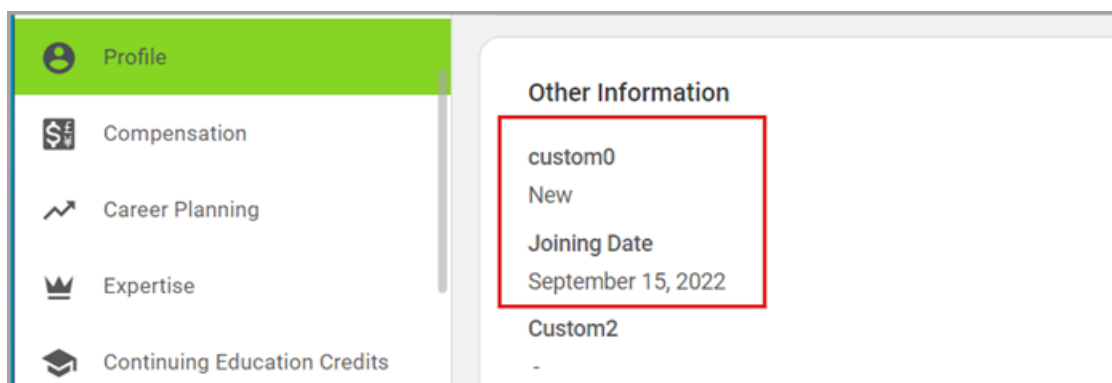 Profile
Compensation
Career Planning
Expertise
Continuing Education Credits
Other Information
custom0
New
Joining Date
September 15, 2022
Custom2
-